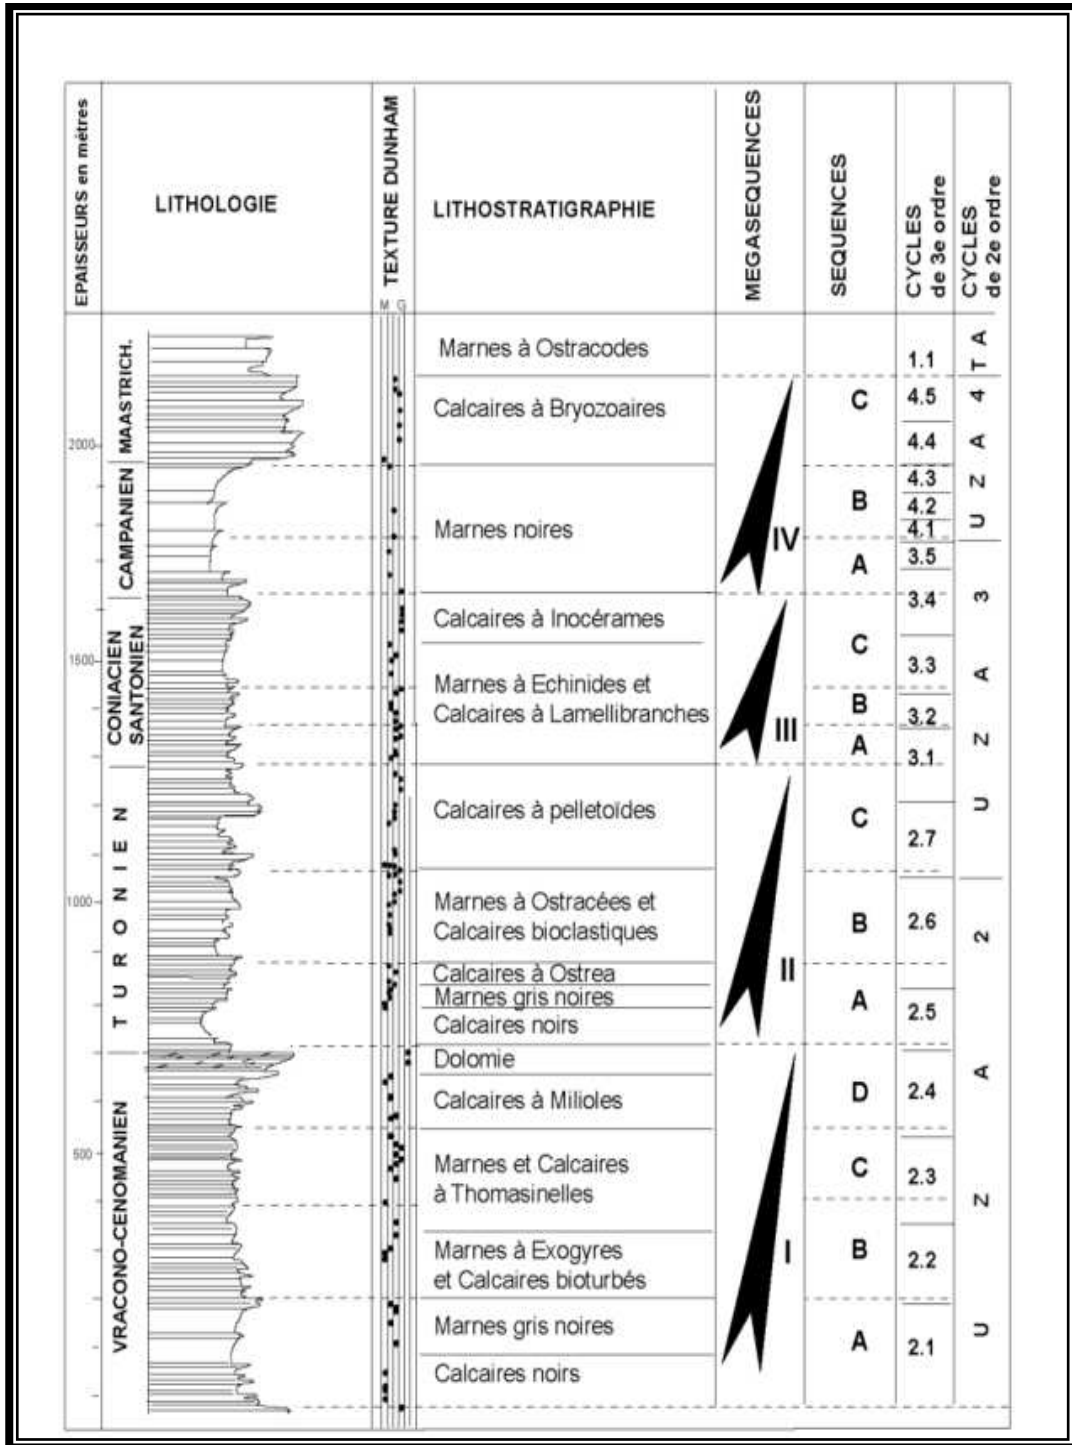 EPAISSEURS en mètres
LITHOLOGIE
TEXTURE DUNHAM
M G
LITHOSTRATIGRAPHIE
MEGASEQUENCES
SEQUENCES
CYCLES
de 3e ordre
CYCLES
de 2e ordre
2000
1500
1000
500
MAASTRICH.
CAMPANIEN
CONIACIEN
SANTONIEN
TURONIEN
VRACONO-CENOMANIEN
Marnes à Ostracodes
Calcaires à Bryozoaires
Marnes noires
Calcaires à Inocérames
Marnes à Echinides et
Calcaires à Lamellibranches
Calcaires à pelletoïdes
Marnes à Ostracées et
Calcaires bioclastiques
Calcaires à Ostrea
Marnes gris noires
Calcaires noirs
Dolomie
Calcaires à Milioles
Marnes et Calcaires
à Thomasinelles
Marnes à Exogyres
et Calcaires bioturbés
Marnes gris noires
Calcaires noirs
IV
III
II
I
C
B
A
C
B
A
C
B
A
D
C
B
A
1.1
4.5
4.4
4.3
4.2
4.1
3.5
3.4
3.3
3.2
3.1
2.7
2.6
2.5
2.4
2.3
2.2
2.1
T A
U Z A 4
U Z A 3
U Z A 2